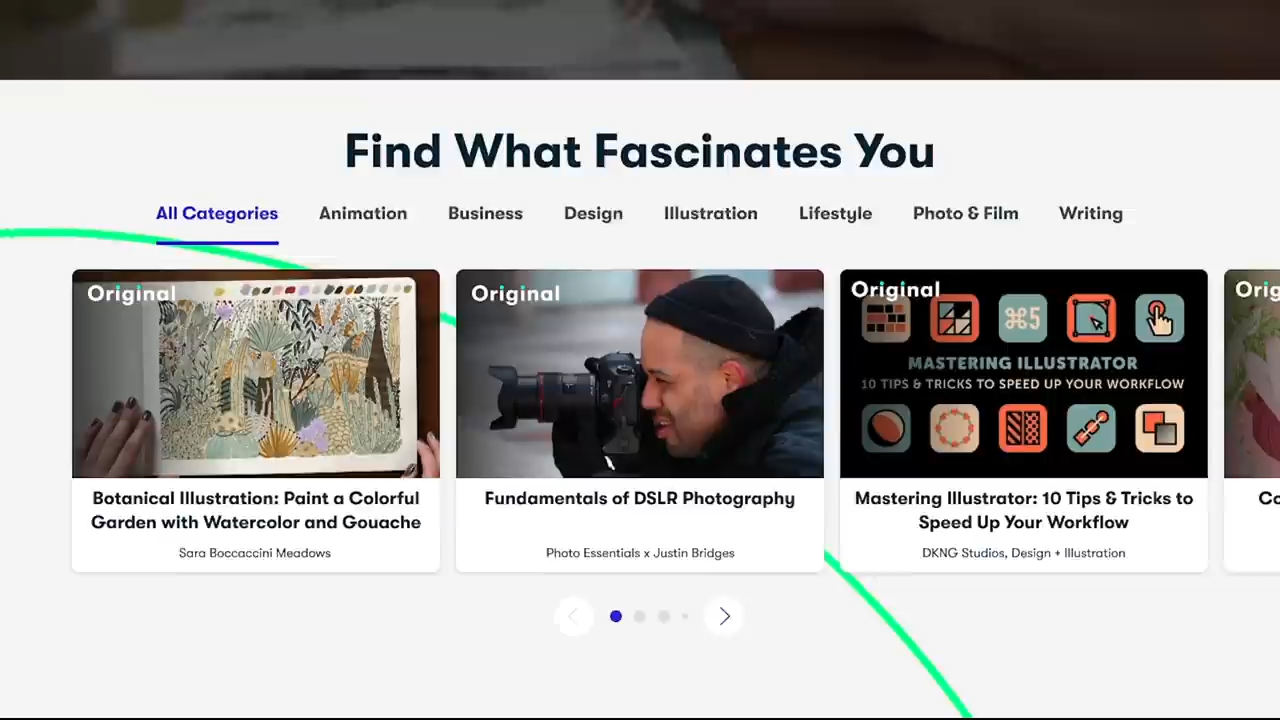 Find What Fascinates You
All Categories Animation Business Design Illustration Lifestyle Photo & Film Writing
Original
Original
Original
⌘5
MASTERING ILLUSTRATOR
10 TIPS & TRICKS TO SPEED UP YOUR WORKFLOW
Botanical Illustration: Paint a Colorful
Garden with Watercolor and Gouache
Sara Boccaccini Meadows
Fundamentals of DSLR Photography
Photo Essentials x Justin Bridges
Mastering Illustrator: 10 Tips & Tricks to
Speed Up Your Workflow
DKNG Studios, Design + Illustration